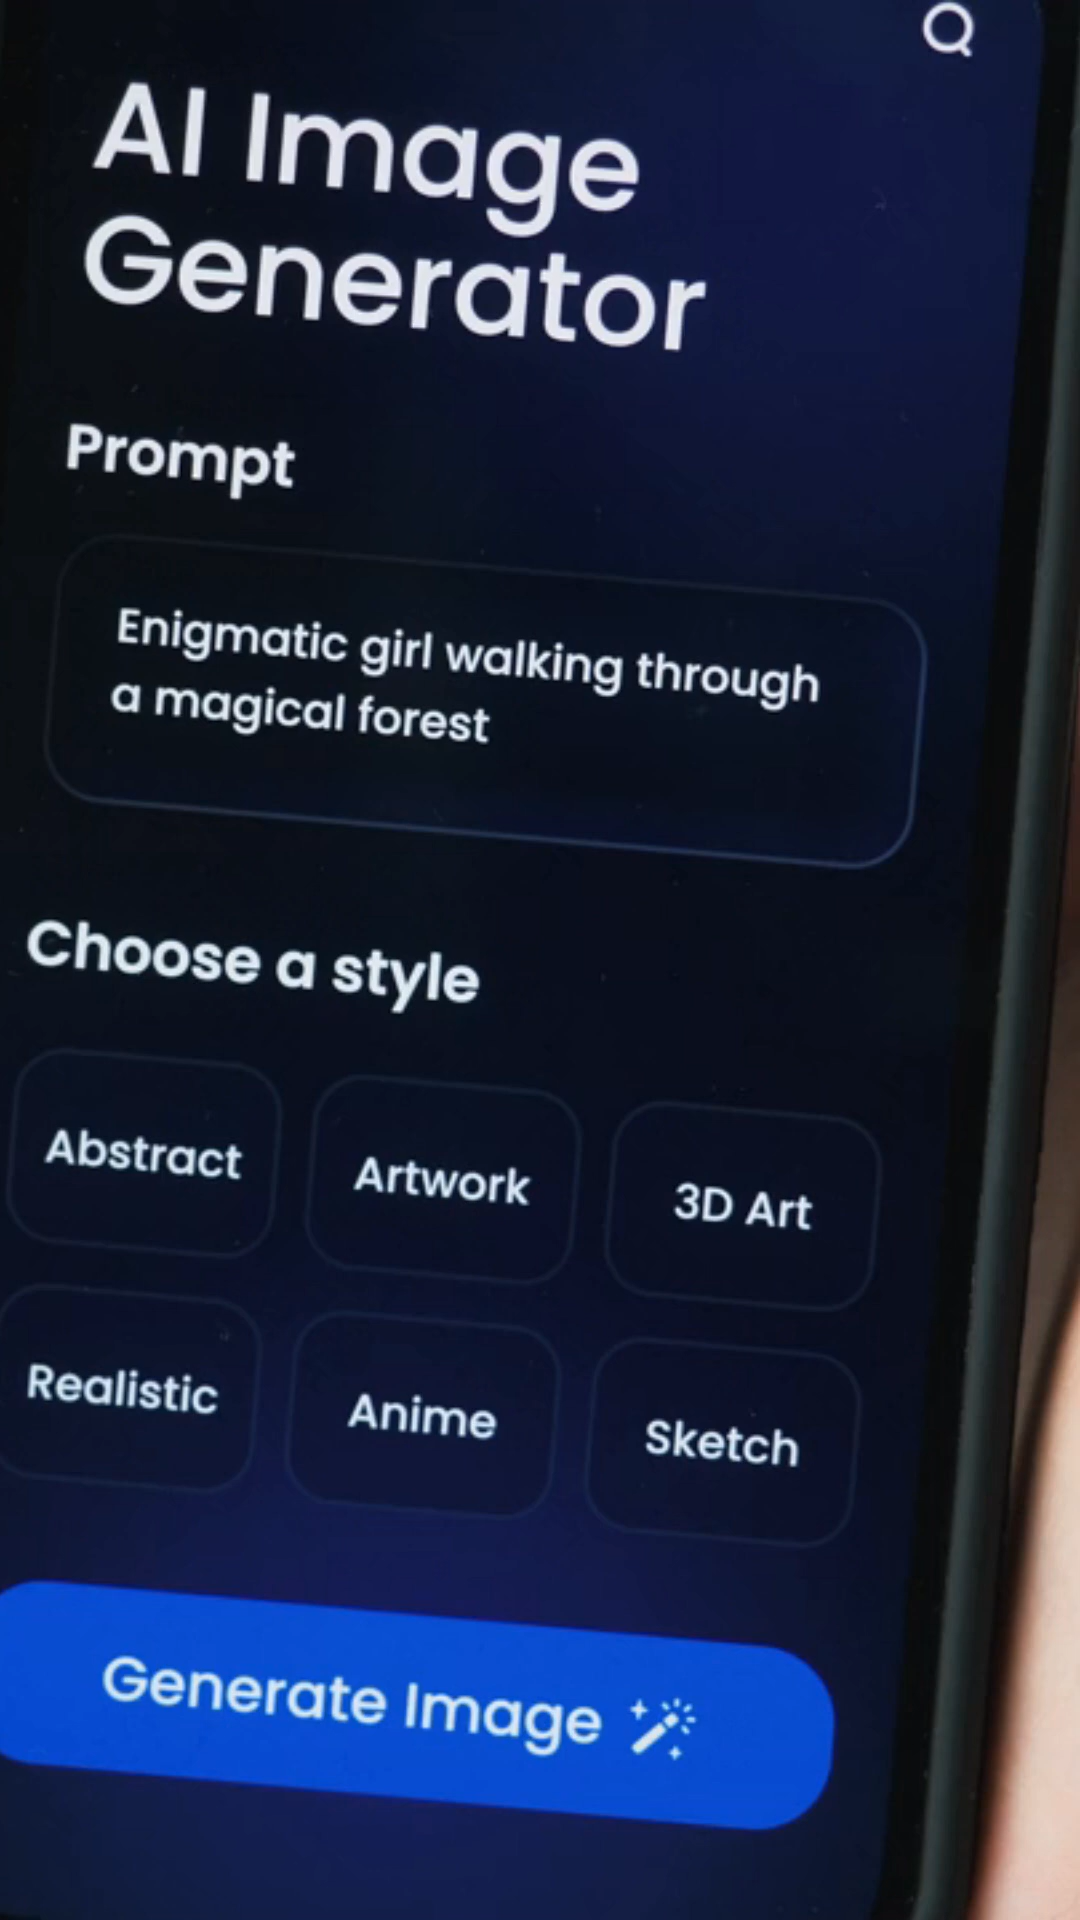 AI Image
Generator
Prompt
Enigmatic girl walking through
a magical forest
Choose a style
Abstract
Artwork
3D Art
Realistic
Anime
Sketch
Generate Image